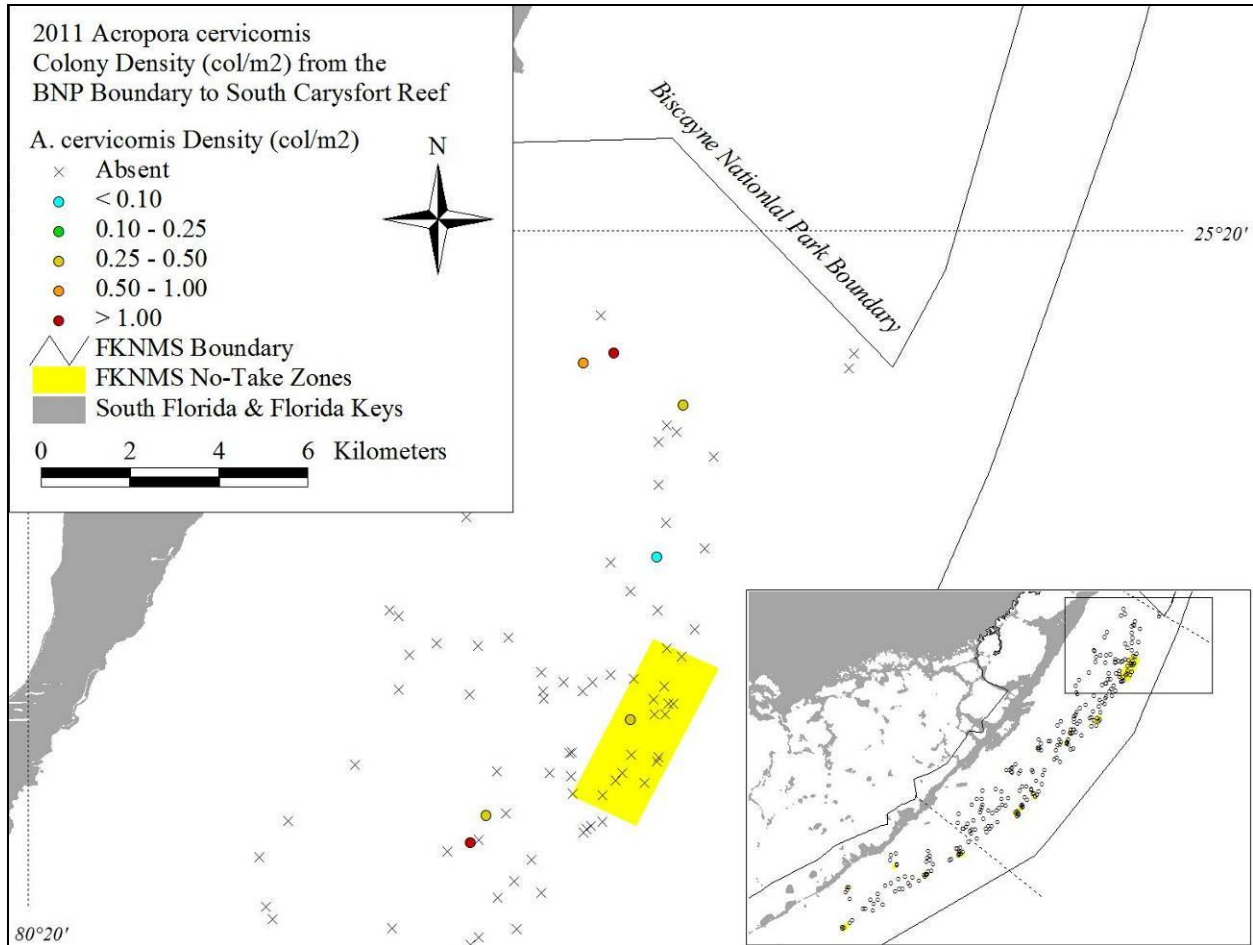 2011 Acropora cervicornis
Colony Density (col/m2) from the
BNP Boundary to South Carysfort Reef
A. cervicornis Density (col/m2)
Absent
< 0.10
0.10 - 0.25
0.25 - 0.50
0.50 - 1.00
> 1.00
FKNMS Boundary
FKNMS No-Take Zones
South Florida & Florida Keys
0 2 4 6 Kilometers
N
Biscayne Nationlal Park Boundary
25°20'
80°20'